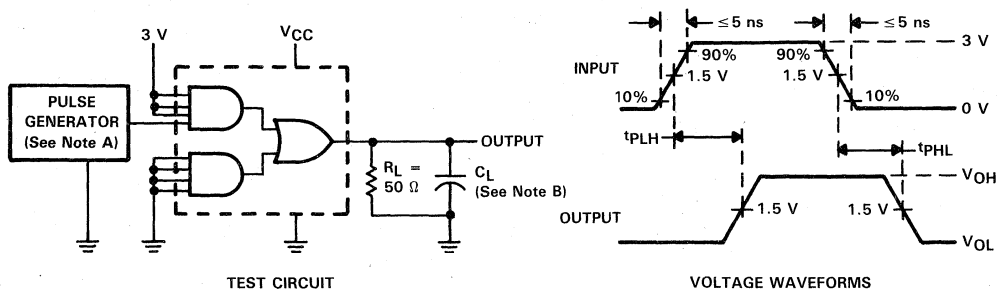 3 V
VCC
PULSE
GENERATOR
(See Note A)
OUTPUT
RL =
50 Ω
CL
(See Note B)
TEST CIRCUIT
≤5 ns
≤5 ns
3 V
INPUT
90%
90%
1.5 V
1.5 V
10%
10%
0 V
tPLH
tPHL
VOH
OUTPUT
1.5 V
1.5 V
VOL
VOLTAGE WAVEFORMS